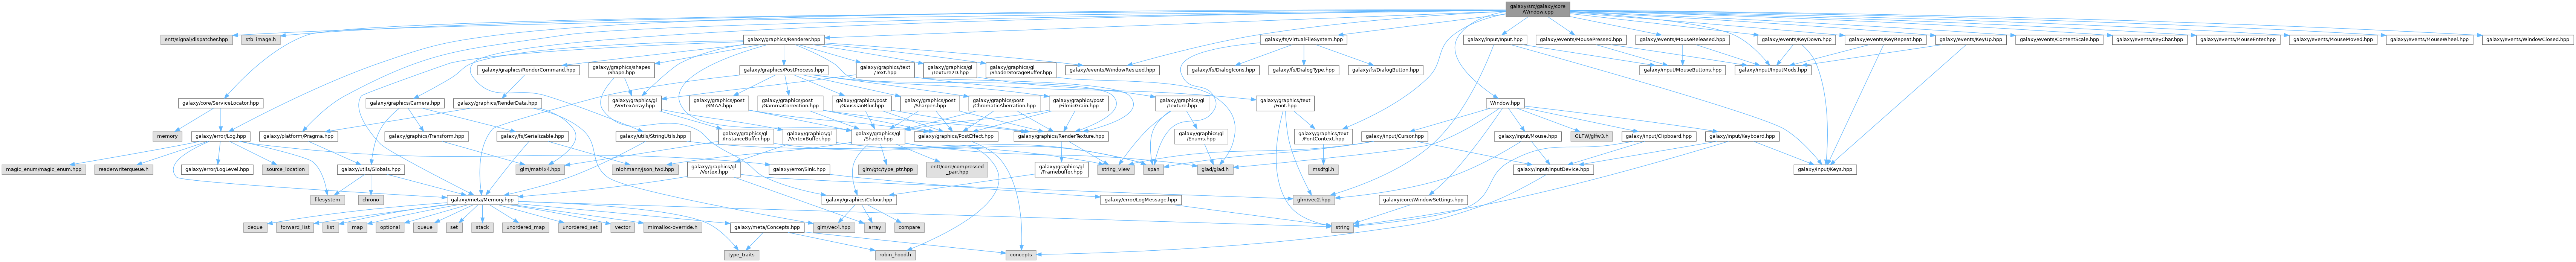 galaxy/src/galaxy/core
/Window.cpp
entt/signal/dispatcher.hpp
stb_image.h
galaxy/graphics/Renderer.hpp
galaxy/fs/VirtualFileSystem.hpp
galaxy/input/Input.hpp
galaxy/events/MousePressed.hpp
galaxy/events/MouseReleased.hpp
galaxy/events/KeyDown.hpp
galaxy/events/KeyRepeat.hpp
galaxy/events/KeyUp.hpp
galaxy/events/ContentScale.hpp
galaxy/events/KeyChar.hpp
galaxy/events/MouseEnter.hpp
galaxy/events/MouseMoved.hpp
galaxy/events/MouseWheel.hpp
galaxy/events/WindowClosed.hpp
galaxy/graphics/RenderCommand.hpp
galaxy/graphics/shapes
/Shape.hpp
galaxy/graphics/PostProcess.hpp
galaxy/graphics/text
/Text.hpp
galaxy/graphics/gl
/Texture2D.hpp
galaxy/graphics/gl
/ShaderStorageBuffer.hpp
galaxy/events/WindowResized.hpp
galaxy/fs/DialogIcons.hpp
galaxy/fs/DialogType.hpp
galaxy/fs/DialogButton.hpp
galaxy/input/MouseButtons.hpp
galaxy/input/InputMods.hpp
galaxy/core/ServiceLocator.hpp
galaxy/graphics/Camera.hpp
galaxy/graphics/RenderData.hpp
galaxy/graphics/gl
/VertexArray.hpp
galaxy/graphics/post
/SMAA.hpp
galaxy/graphics/post
/GammaCorrection.hpp
galaxy/graphics/post
/GaussianBlur.hpp
galaxy/graphics/post
/Sharpen.hpp
galaxy/graphics/post
/ChromaticAberration.hpp
galaxy/graphics/post
/FilmicGrain.hpp
galaxy/graphics/gl
/Texture.hpp
galaxy/graphics/text
/Font.hpp
Window.hpp
memory
galaxy/error/Log.hpp
galaxy/platform/Pragma.hpp
galaxy/graphics/Transform.hpp
galaxy/fs/Serializable.hpp
galaxy/utils/StringUtils.hpp
galaxy/graphics/gl
/InstanceBuffer.hpp
galaxy/graphics/gl
/VertexBuffer.hpp
galaxy/graphics/gl
/Shader.hpp
galaxy/graphics/PostEffect.hpp
galaxy/graphics/RenderTexture.hpp
galaxy/graphics/gl
/Enums.hpp
galaxy/graphics/text
/FontContext.hpp
galaxy/input/Cursor.hpp
galaxy/input/Mouse.hpp
GLFW/glfw3.h
galaxy/input/Clipboard.hpp
galaxy/input/Keyboard.hpp
magic_enum/magic_enum.hpp
readerwriterqueue.h
galaxy/error/LogLevel.hpp
source_location
galaxy/utils/Globals.hpp
glm/mat4x4.hpp
nlohmann/json_fwd.hpp
galaxy/graphics/gl
/Vertex.hpp
galaxy/error/Sink.hpp
glm/gtc/type_ptr.hpp
entt/core/compressed
_pair.hpp
galaxy/graphics/gl
/Framebuffer.hpp
string_view
span
glad/glad.h
msdfgl.h
galaxy/input/InputDevice.hpp
galaxy/input/Keys.hpp
filesystem
chrono
galaxy/meta/Memory.hpp
galaxy/graphics/Colour.hpp
galaxy/error/LogMessage.hpp
glm/vec2.hpp
galaxy/core/WindowSettings.hpp
deque
forward_list
list
map
optional
queue
set
stack
unordered_map
unordered_set
vector
mimalloc-override.h
galaxy/meta/Concepts.hpp
glm/vec4.hpp
array
compare
string
type_traits
robin_hood.h
concepts